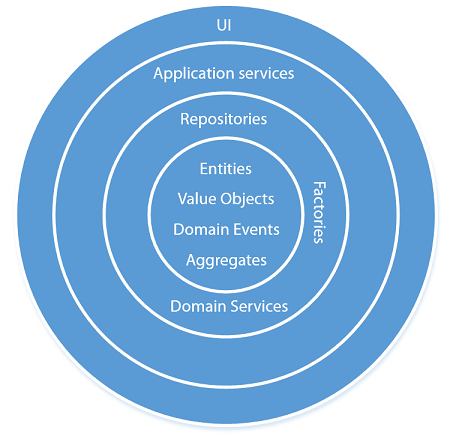 UI
Application services
Repositories
Entities
Value Objects
Domain Events
Aggregates
Factories
Domain Services